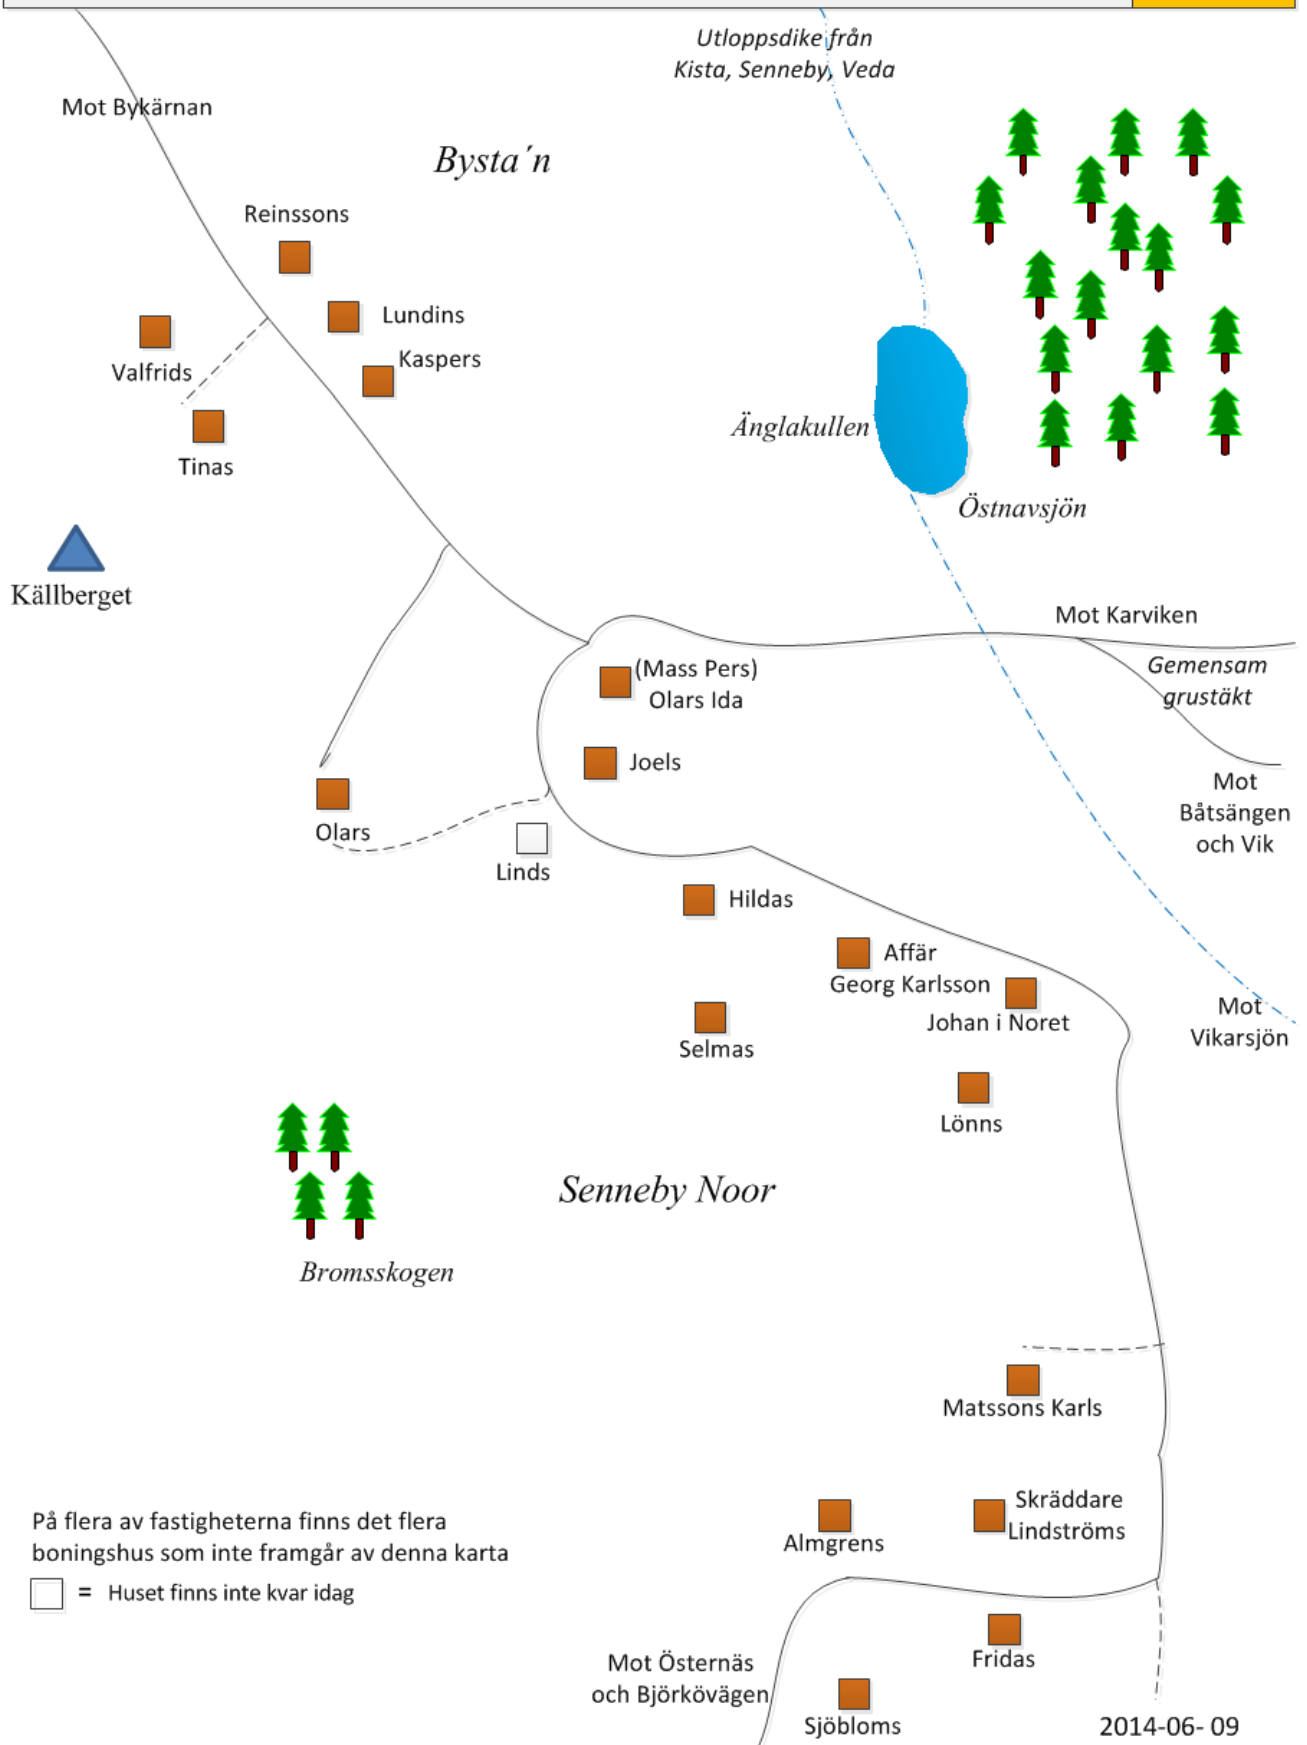 Utloppsdike från
Kista, Senneby, Veda
Mot Bykärnan
Bysta´n
Reinssons
Lundins
Kaspers
Valfrids
Tinas
Änglakullen
Östnavsjön
Källberget
Mot Karviken
Gemensam
grustäkt
(Mass Pers)
Olars Ida
Joels
Mot
Båtsängen
och Vik
Olars
Linds
Hildas
Affär
Georg Karlsson
Johan i Noret
Mot
Vikarsjön
Selmas
Lönns
Senneby Noor
Bromsskogen
Matssons Karls
Skräddare
Lindströms
Almgrens
På flera av fastigheterna finns det flera
boningshus som inte framgår av denna karta
= Huset finns inte kvar idag
Fridas
Mot Östernäs
och Björkövägen
Sjöbloms
2014-06- 09